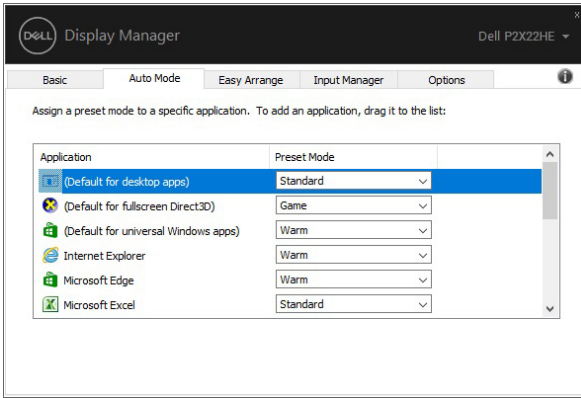 DELL Display Manager
Dell P2X22HE
Basic Auto Mode Easy Arrange Input Manager Options
Assign a preset mode to a specific application. To add an application, drag it to the list:
Application Preset Mode
(Default for desktop apps) Standard
(Default for fullscreen Direct3D) Game
(Default for universal Windows apps) Warm
Internet Explorer Warm
Microsoft Edge Warm
Microsoft Excel Standard